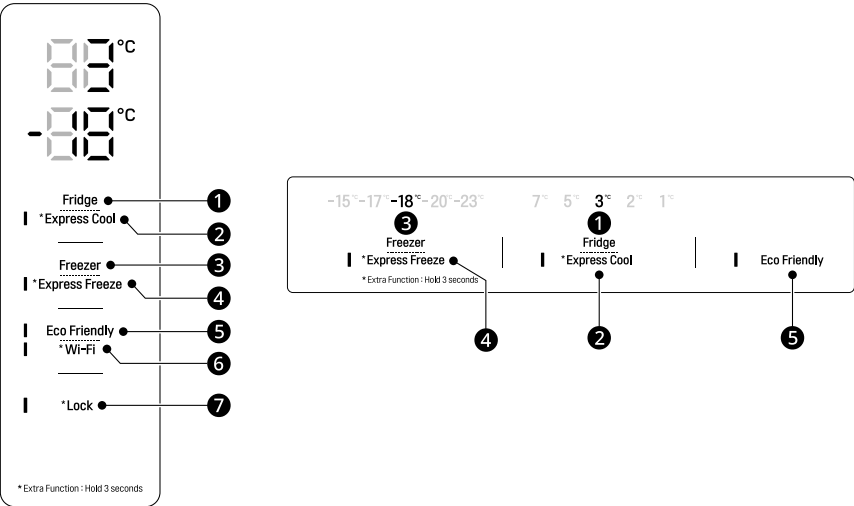 3 °C
-18 °C
Fridge 1
*Express Cool 2
Freezer 3
*Express Freeze 4
Eco Friendly 5
*Wi-Fi 6
*Lock 7
*Extra Function : Hold 3 seconds
-15°C -17°C -18°C -20°C -23°C 7°C 5°C 3°C 2°C 1°C
3 1
Freezer Fridge
*Express Freeze *Express Cool Eco Friendly
*Extra Function : Hold 3 seconds
4 2 5